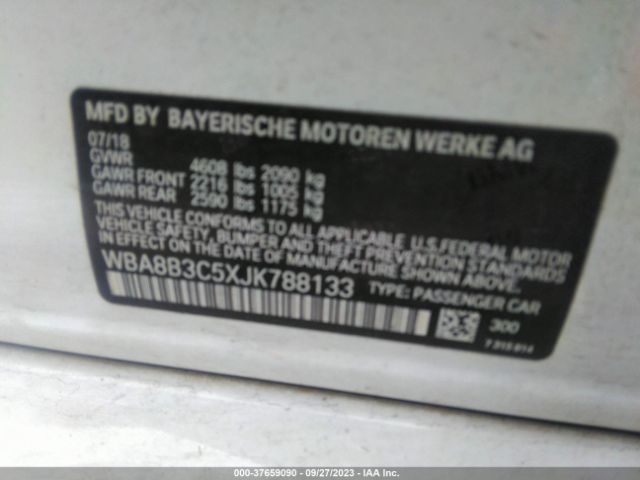 MFD BY BAYERISCHE MOTOREN WERKE AG
07/18
GVWR 4608 lbs 2090 kg
GAWR FRONT 2216 lbs 1005 kg
GAWR REAR 2590 lbs 1175 kg
THIS VEHICLE CONFORMS TO ALL APPLICABLE U.S. FEDERAL MOTOR
VEHICLE SAFETY, BUMPER AND THEFT PREVENTION STANDARDS
IN EFFECT ON THE DATE OF MANUFACTURE SHOWN ABOVE.
WBA8B3C5XJK788133 TYPE: PASSENGER CAR
300
7 315 814
000-37659090 - 09/27/2023 - IAA Inc.